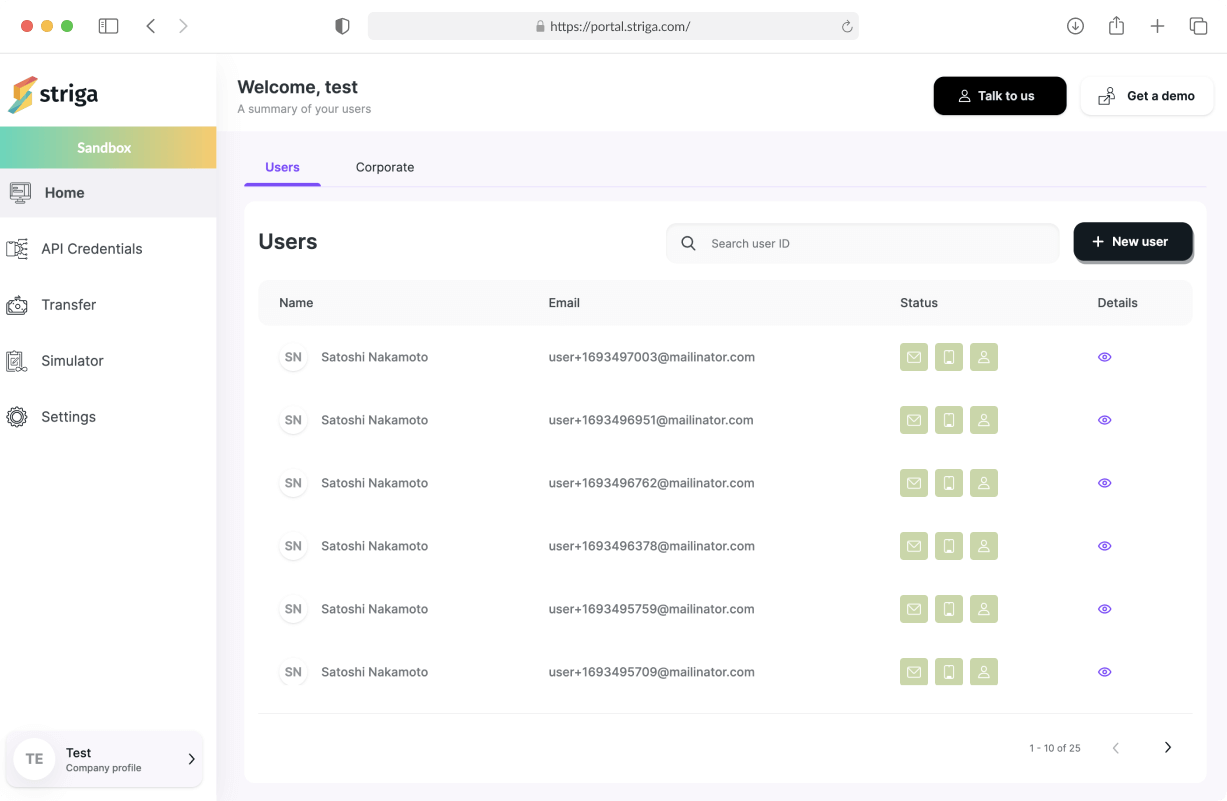 https://portal.striga.com/
striga
Sandbox
Home
API Credentials
Transfer
Simulator
Settings
TE
Test
Company profile
Welcome, test
A summary of your users
Talk to us
Get a demo
Users
Corporate
Users
Search user ID
+ New user
Name Email Status Details
SN Satoshi Nakamoto user+1693497003@mailinator.com
SN Satoshi Nakamoto user+1693496951@mailinator.com
SN Satoshi Nakamoto user+1693496762@mailinator.com
SN Satoshi Nakamoto user+1693496378@mailinator.com
SN Satoshi Nakamoto user+1693495759@mailinator.com
SN Satoshi Nakamoto user+1693495709@mailinator.com
1 - 10 of 25